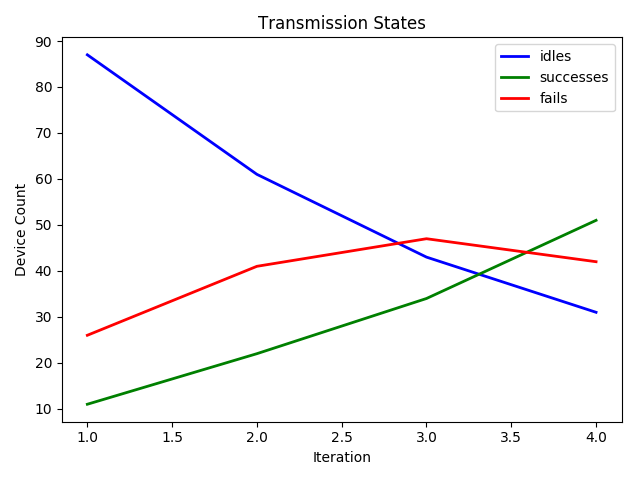 Transmission States
90
80
70
60
50
40
30
20
10
Device Count
idles
successes
fails
1.0 1.5 2.0 2.5 3.0 3.5 4.0
Iteration